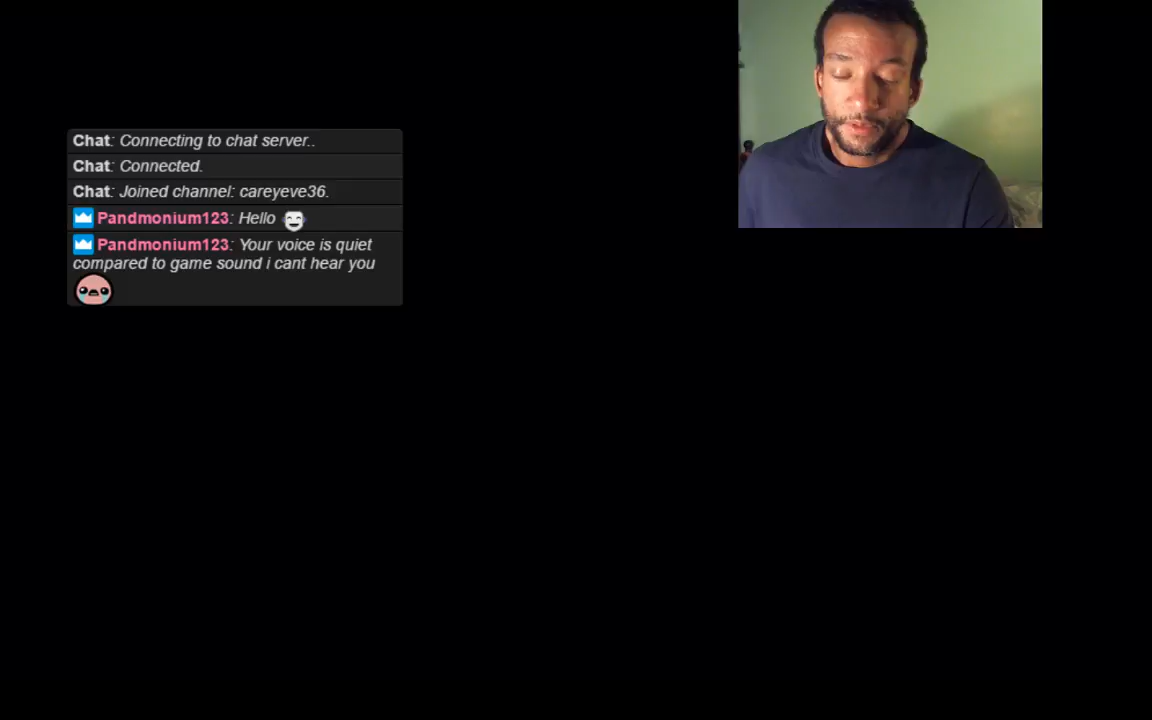 Chat: Connecting to chat server..
Chat: Connected.
Chat: Joined channel: careyeve36.
Pandmonium123: Hello
Pandmonium123: Your voice is quiet
compared to game sound i cant hear you